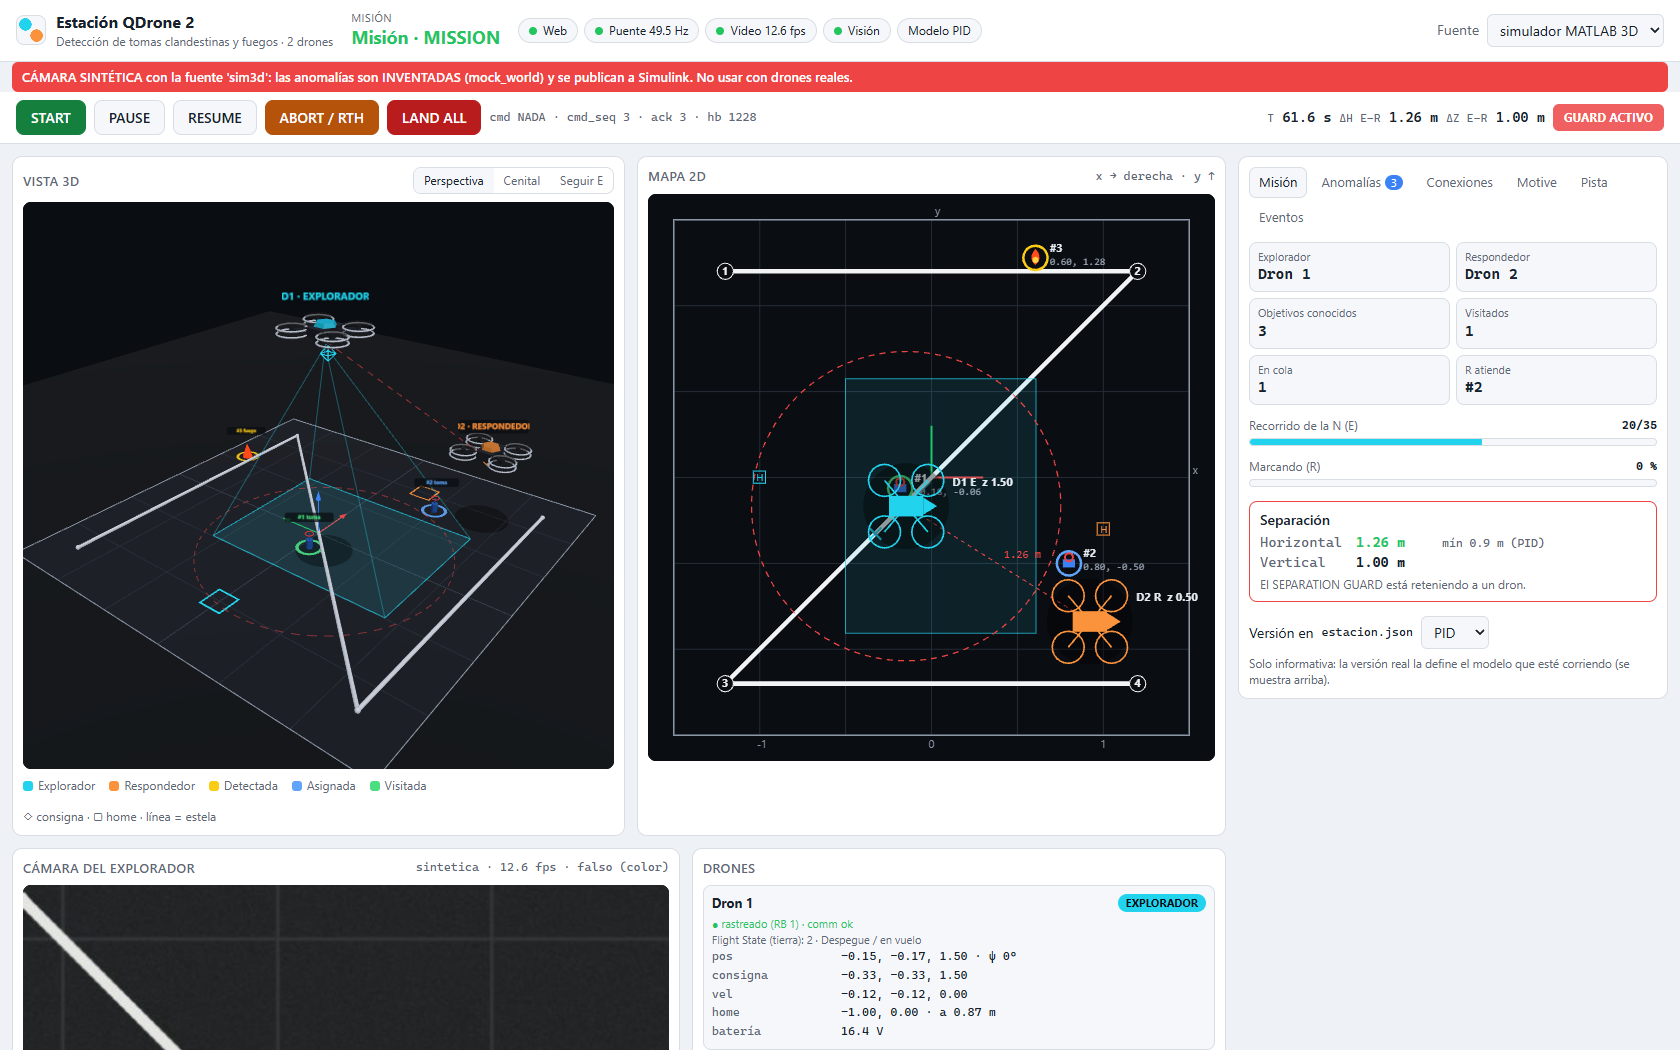 Estación QDrone 2
Detección de tomas clandestinas y fuegos · 2 drones
MISIÓN
Misión · MISSION
Web
Puente 49.5 Hz
Video 12.6 fps
Visión
Modelo PID
Fuente
simulador MATLAB 3D
CÁMARA SINTÉTICA con la fuente 'sim3d': las anomalías son INVENTADAS (mock_world) y se publican a Simulink. No usar con drones reales.
START
PAUSE
RESUME
ABORT / RTH
LAND ALL
cmd NADA · cmd_seq 3 · ack 3 · hb 1228
T 61.6 s ΔH E–R 1.26 m ΔZ E–R 1.00 m
GUARD ACTIVO
VISTA 3D
Perspectiva
Cenital
Seguir E
D1 · EXPLORADOR
#3 fuego
#2 toma
#1 toma
Explorador
Respondedor
Detectada
Asignada
Visitada
◇ consigna · □ home · línea = estela
MAPA 2D
x → derecha · y ↑
y
x
1
2
3
4
#3
0.60, 1.28
#1
D1 E z 1.50
H
H
1.26 m
#2
0.80, -0.50
D2 R z 0.50
-1
0
1
Misión
Anomalías 3
Conexiones
Motive
Pista
Eventos
Explorador
Dron 1
Respondedor
Dron 2
Objetivos conocidos
3
Visitados
1
En cola
1
R atiende
#2
Recorrido de la N (E)
20/35
Marcando (R)
0 %
Separación
Horizontal 1.26 m mín 0.9 m (PID)
Vertical 1.00 m
El SEPARATION GUARD está reteniendo a un dron.
Versión en estacion.json PID
Solo informativa: la versión real la define el modelo que esté corriendo (se
muestra arriba).
CÁMARA DEL EXPLORADOR
sintetica · 12.6 fps · falso (color)
DRONES
Dron 1
EXPLORADOR
● rastreado (RB 1) · comm ok
Flight State (tierra): 2 · Despegue / en vuelo
pos −0.15, −0.17, 1.50 · ψ 0°
consigna −0.33, −0.33, 1.50
vel −0.12, −0.12, 0.00
home −1.00, 0.00 · a 0.87 m
batería 16.4 V